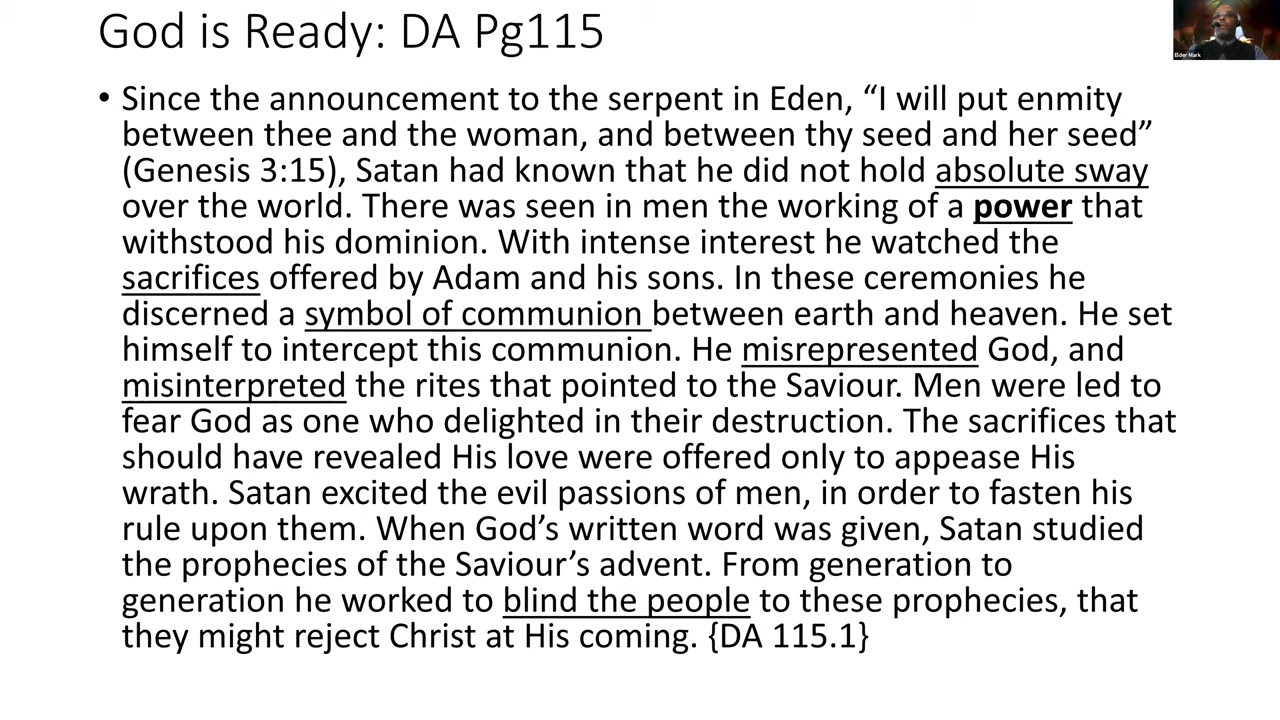 God is Ready: DA Pg115
• Since the announcement to the serpent in Eden, “I will put enmity
between thee and the woman, and between thy seed and her seed”
(Genesis 3:15), Satan had known that he did not hold absolute sway
over the world. There was seen in men the working of a power that
withstood his dominion. With intense interest he watched the
sacrifices offered by Adam and his sons. In these ceremonies he
discerned a symbol of communion between earth and heaven. He set
himself to intercept this communion. He misrepresented God, and
misinterpreted the rites that pointed to the Saviour. Men were led to
fear God as one who delighted in their destruction. The sacrifices that
should have revealed His love were offered only to appease His
wrath. Satan excited the evil passions of men, in order to fasten his
rule upon them. When God’s written word was given, Satan studied
the prophecies of the Saviour’s advent. From generation to
generation he worked to blind the people to these prophecies, that
they might reject Christ at His coming. {DA 115.1}
Elder Mark